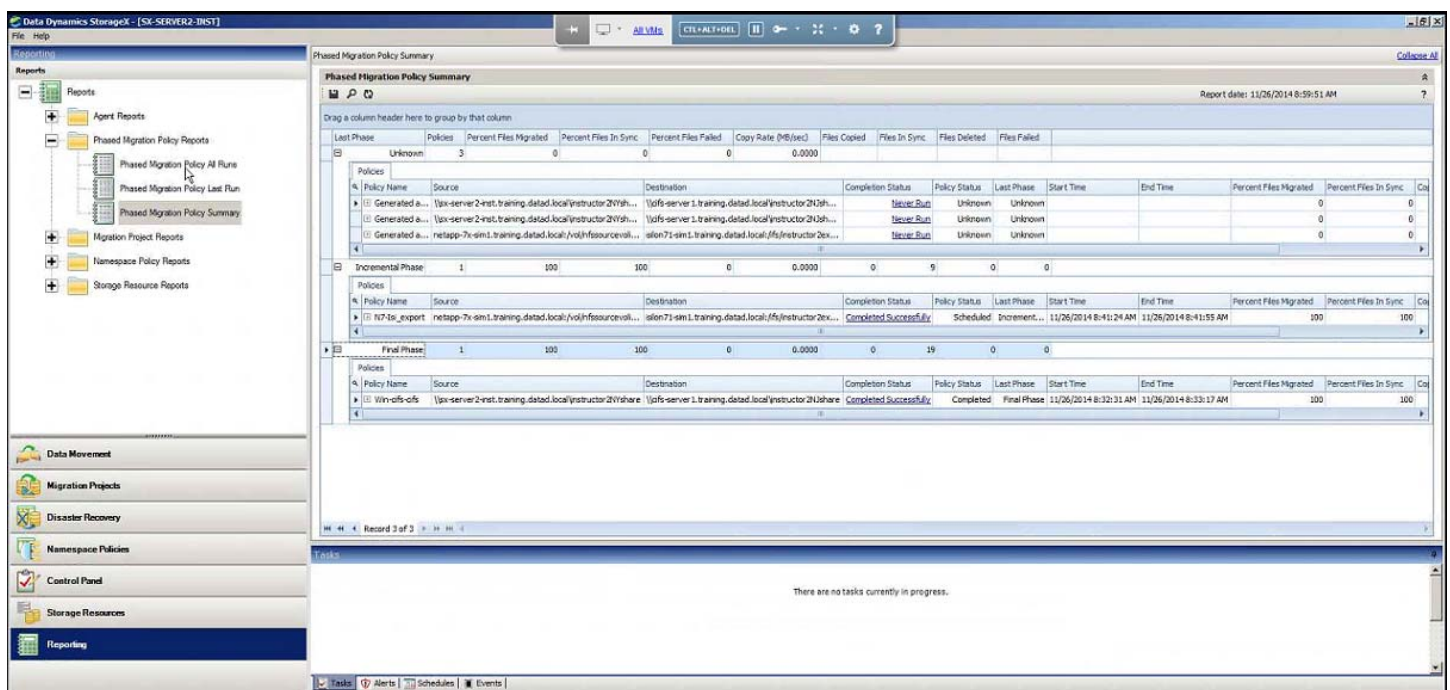 Data Dynamics StorageX - [SX-SERVER2-INST]
All VMs CTL+ALT+DEL ?
File Help
Reporting
Reports
Reports
Agent Reports
Phased Migration Policy Reports
Phased Migration Policy All Runs
Phased Migration Policy Last Run
Phased Migration Policy Summary
Migration Project Reports
Namespace Policy Reports
Storage Resource Reports
Data Movement
Migration Projects
Disaster Recovery
Namespace Policies
Control Panel
Storage Resources
Reporting
Phased Migration Policy Summary Collapse All
Phased Migration Policy Summary
Report date: 11/26/2014 8:59:51 AM ?
Drag a column header here to group by that column
Last Phase Policies Percent Files Migrated Percent Files In Sync Percent Files Failed Copy Rate (MB/sec) Files Copied Files In Sync Files Deleted Files Failed
Unknown 3 0 0 0 0.0000
Policies
Policy Name Source Destination Completion Status Policy Status Last Phase Start Time End Time Percent Files Migrated Percent Files In Sync Co
Generated a... \\sx-server2-inst.training.datad.local\instructor2NYsh... \\cifs-server1.training.datad.local\instructor2NJsh... Never Run Unknown Unknown 0 0
Generated a... \\sx-server2-inst.training.datad.local\instructor2NYsh... \\cifs-server1.training.datad.local\instructor2NJsh... Never Run Unknown Unknown 0 0
Generated a... netapp-7x-sim1.training.datad.local:/vol/nfssourcevoli... isilon71-sim1.training.datad.local:/ifs/instructor2ex... Never Run Unknown Unknown 0 0
Incremental Phase 1 100 100 0 0.0000 0 9 0 0
Policies
Policy Name Source Destination Completion Status Policy Status Last Phase Start Time End Time Percent Files Migrated Percent Files In Sync Co
N7-Isi_export netapp-7x-sim1.training.datad.local:/vol/nfssourcevoli... isilon71-sim1.training.datad.local:/ifs/instructor2ex... Completed Successfully Scheduled Increment... 11/26/2014 8:41:24 AM 11/26/2014 8:41:55 AM 100 100
Final Phase 1 100 100 0 0.0000 0 19 0 0
Policies
Policy Name Source Destination Completion Status Policy Status Last Phase Start Time End Time Percent Files Migrated Percent Files In Sync Co
Win-cifs-cifs \\sx-server2-inst.training.datad.local\instructor2NYshare \\cifs-server1.training.datad.local\instructor2NJshare Completed Successfully Completed Final Phase 11/26/2014 8:32:31 AM 11/26/2014 8:33:17 AM 100 100
Record 3 of 3
Tasks
There are no tasks currently in progress.
Tasks Alerts Schedules Events